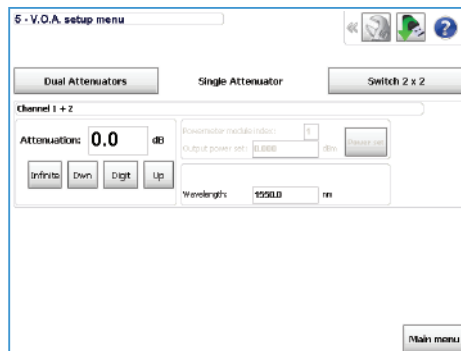 5 - V.O.A. setup menu
«
?
Dual Attenuators
Single Attenuator
Switch 2 x 2
Channel 1 + 2
Attenuation: 0.0 dB
Infinite Dwn Digit Up
Powermeter module index:
Output power set: 0.000 dBm
Power set
Wavelength: 1550.0 nm
Main menu